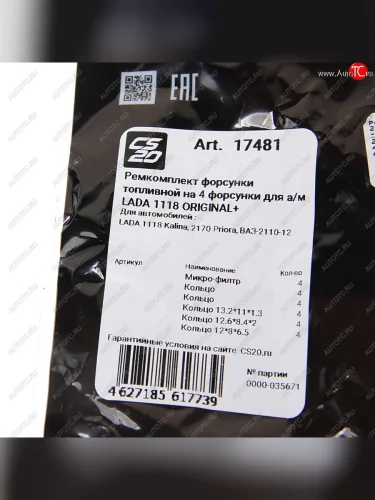 www.AutoTC.ru
EAC
CS
20
Art. 17481
Ремкомплект форсунки
топливной на 4 форсунки для а/м
LADA 1118 ORIGINAL+
Для автомобилей :
LADA 1118 Kalina, 2170 Priora, ВАЗ-2110-12
Артикул Наименование Кол-во
Микро-филтр 4
Кольцо 4
Кольцо 4
Кольцо 13.2*11*1.3 4
Кольцо 12.6*8.4*2 4
Кольцо 12*8*6.5 4
Гарантийные условия на сайте CS20.ru
№ партии
0000-035671
4 627185 617739